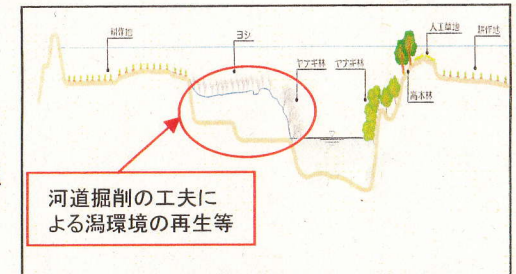 耕作地
ヨシ
ヤナギ林
ヤナギ林
人工草地
耕作地
高木林
河道掘削の工夫に
よる潟環境の再生等